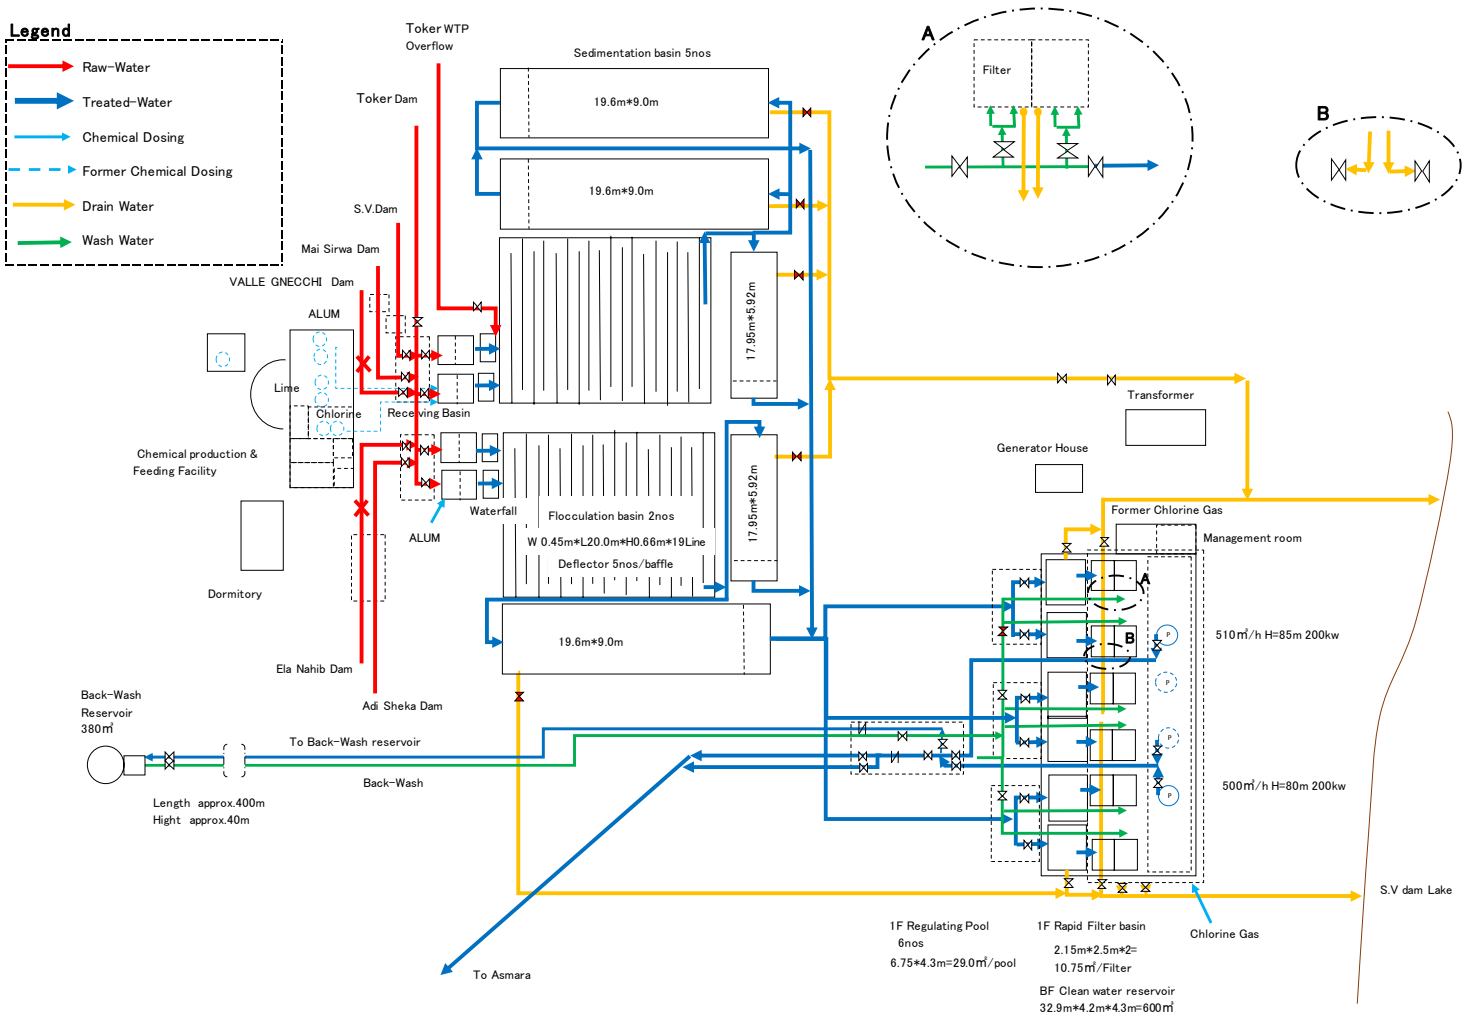 Legend
Raw-Water
Treated-Water
Chemical Dosing
Former Chemical Dosing
Drain Water
Wash Water
Toker WTP
Overflow
Toker Dam
S.V.Dam
Mai Sirwa Dam
VALLE GNECCHI Dam
ALUM
Lime
Chlorine
Receiving Basin
Chemical production &
Feeding Facility
Dormitory
ALUM
Waterfall
Ela Nahib Dam
Adi Sheka Dam
Sedimentation basin 5nos
19.6m*9.0m
19.6m*9.0m
17.95m*5.92m
17.95m*5.92m
Flocculation basin 2nos
W 0.45m*L20.0m*H0.66m*19Line
Deflector 5nos/baffle
19.6m*9.0m
A
Filter
B
Transformer
Generator House
Former Chlorine Gas
Management room
A
B
P
P
P
P
510㎥/h H=85m 200kw
500㎥/h H=80m 200kw
Back-Wash
Reservoir
380㎥
To Back-Wash reservoir
Back-Wash
Length approx.400m
Hight approx.40m
To Asmara
1F Regulating Pool
6nos
6.75*4.3m=29.0㎡/pool
1F Rapid Filter basin
2.15m*2.5m*2=
10.75㎡/Filter
BF Clean water reservoir
32.9m*4.2m*4.3m=600㎥
Chlorine Gas
S.V dam Lake